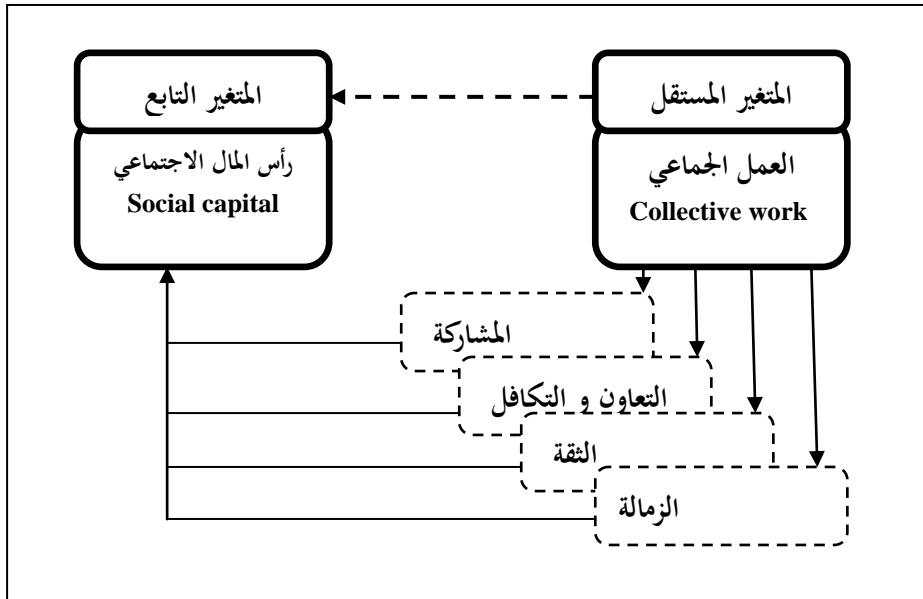 المتغير المستقل
المتغير التابع
العمل الجماعي
Collective work
رأس المال الاجتماعي
Social capital
المشاركة
التعاون و التكافل
الثقة
الزمالة